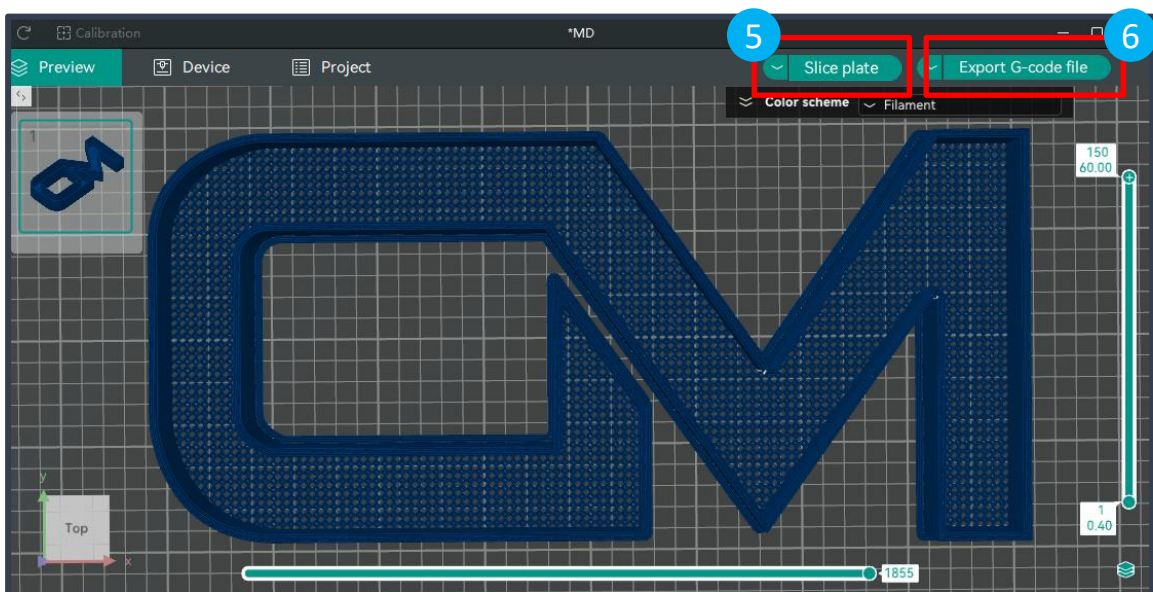 Calibration
*MD
5
6
Preview
Device
Project
Slice plate
Export G-code file
Color scheme
Filament
1
150
60.00
y
Top
x
1
0.40
1855